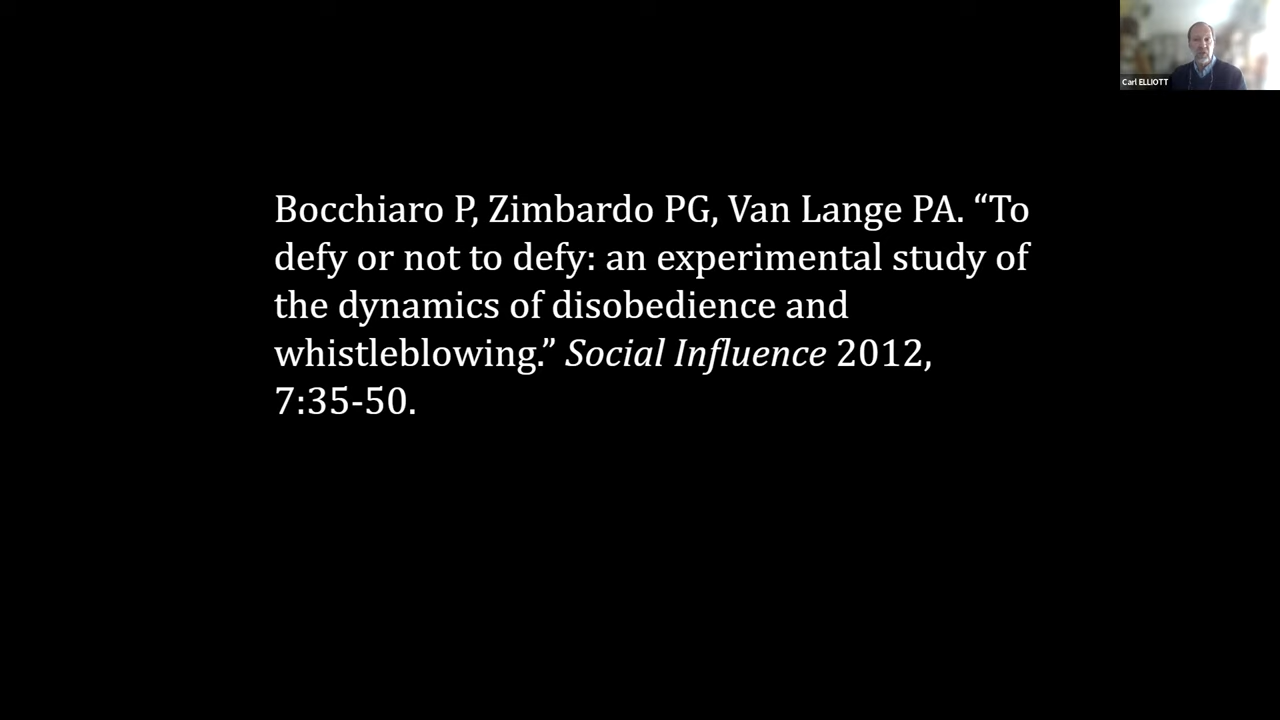 Carl ELLIOTT
Bocchiaro P, Zimbardo PG, Van Lange PA. “To
defy or not to defy: an experimental study of
the dynamics of disobedience and
whistleblowing.” Social Influence 2012,
7:35-50.